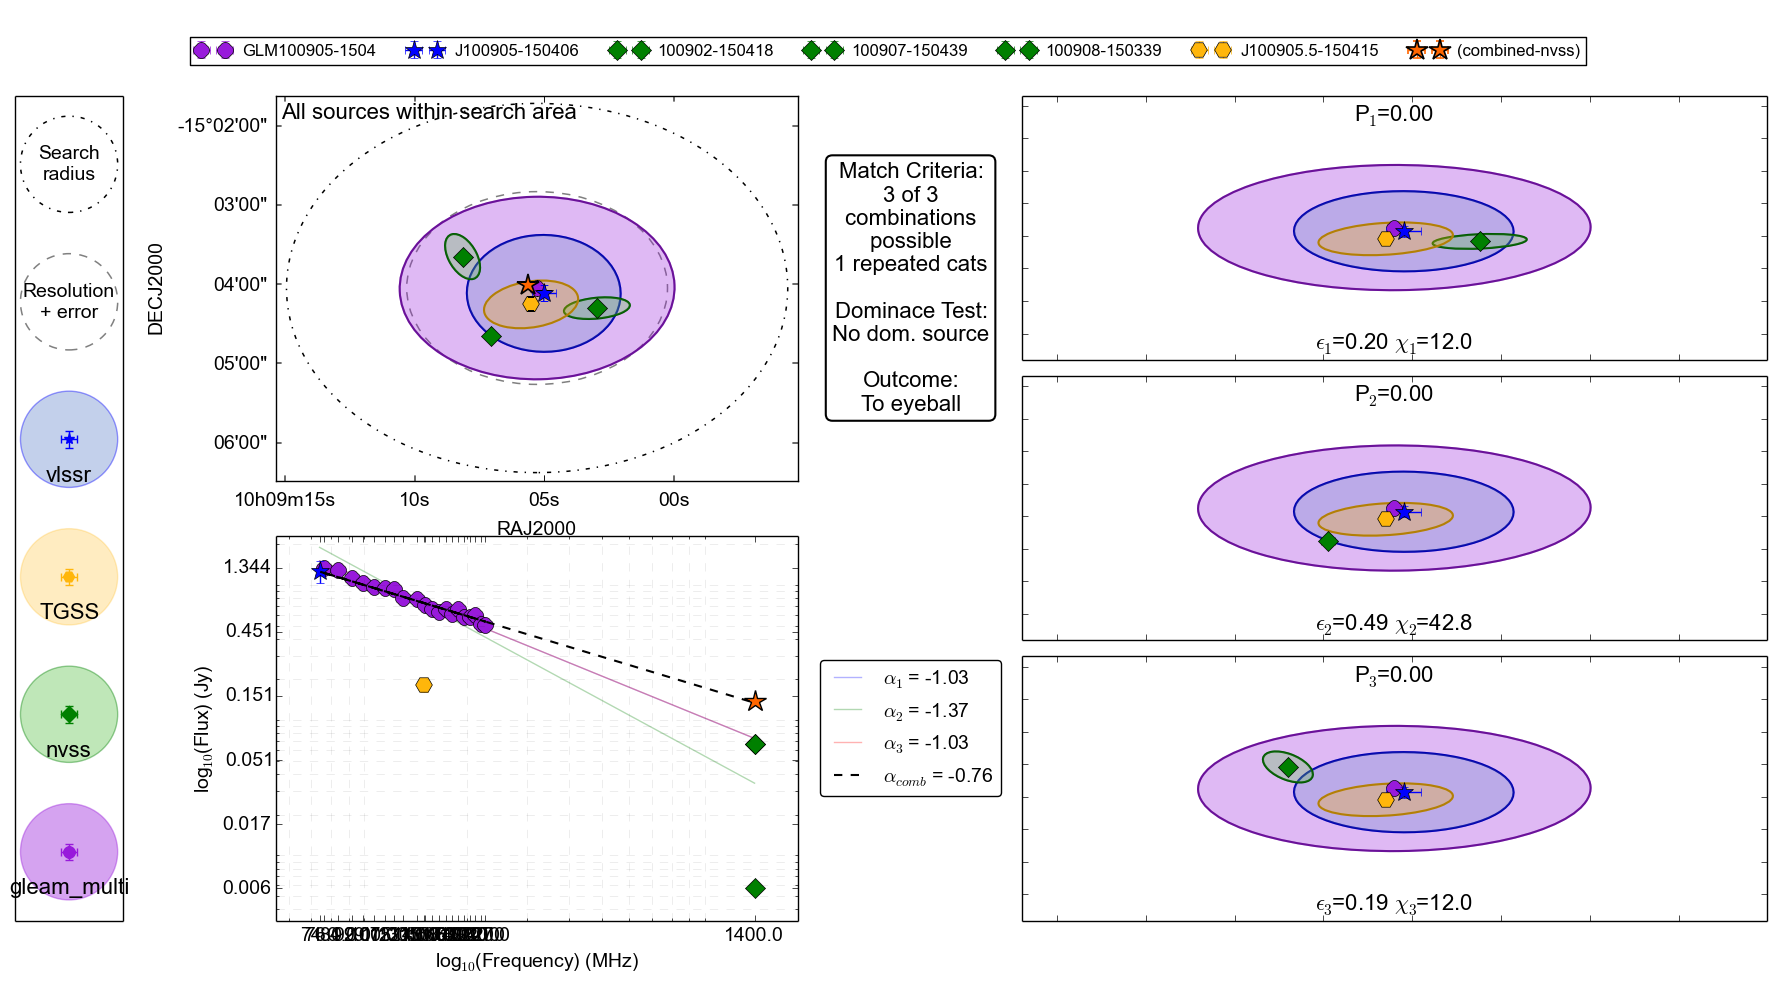 GLM100905-1504 J100905-150406 100902-150418 100907-150439 100908-150339 J100905.5-150415 (combined-nvss)
Search
radius
Resolution
+ error
vlssr
TGSS
nvss
gleam_multi
All sources within search area
DECJ2000
-15°02'00"
03'00"
04'00"
05'00"
06'00"
10h09m15s 10s 05s 00s
RAJ2000
Match Criteria:
3 of 3
combinations
possible
1 repeated cats
Dominace Test:
No dom. source
Outcome:
To eyeball
log10(Flux) (Jy)
1.344
0.451
0.151
0.051
0.017
0.006
1400.0
log10(Frequency) (MHz)
α1 = -1.03
α2 = -1.37
α3 = -1.03
αcomb = -0.76
P1=0.00
ϵ1=0.20 χ1=12.0
P2=0.00
ϵ2=0.49 χ2=42.8
P3=0.00
ϵ3=0.19 χ3=12.0